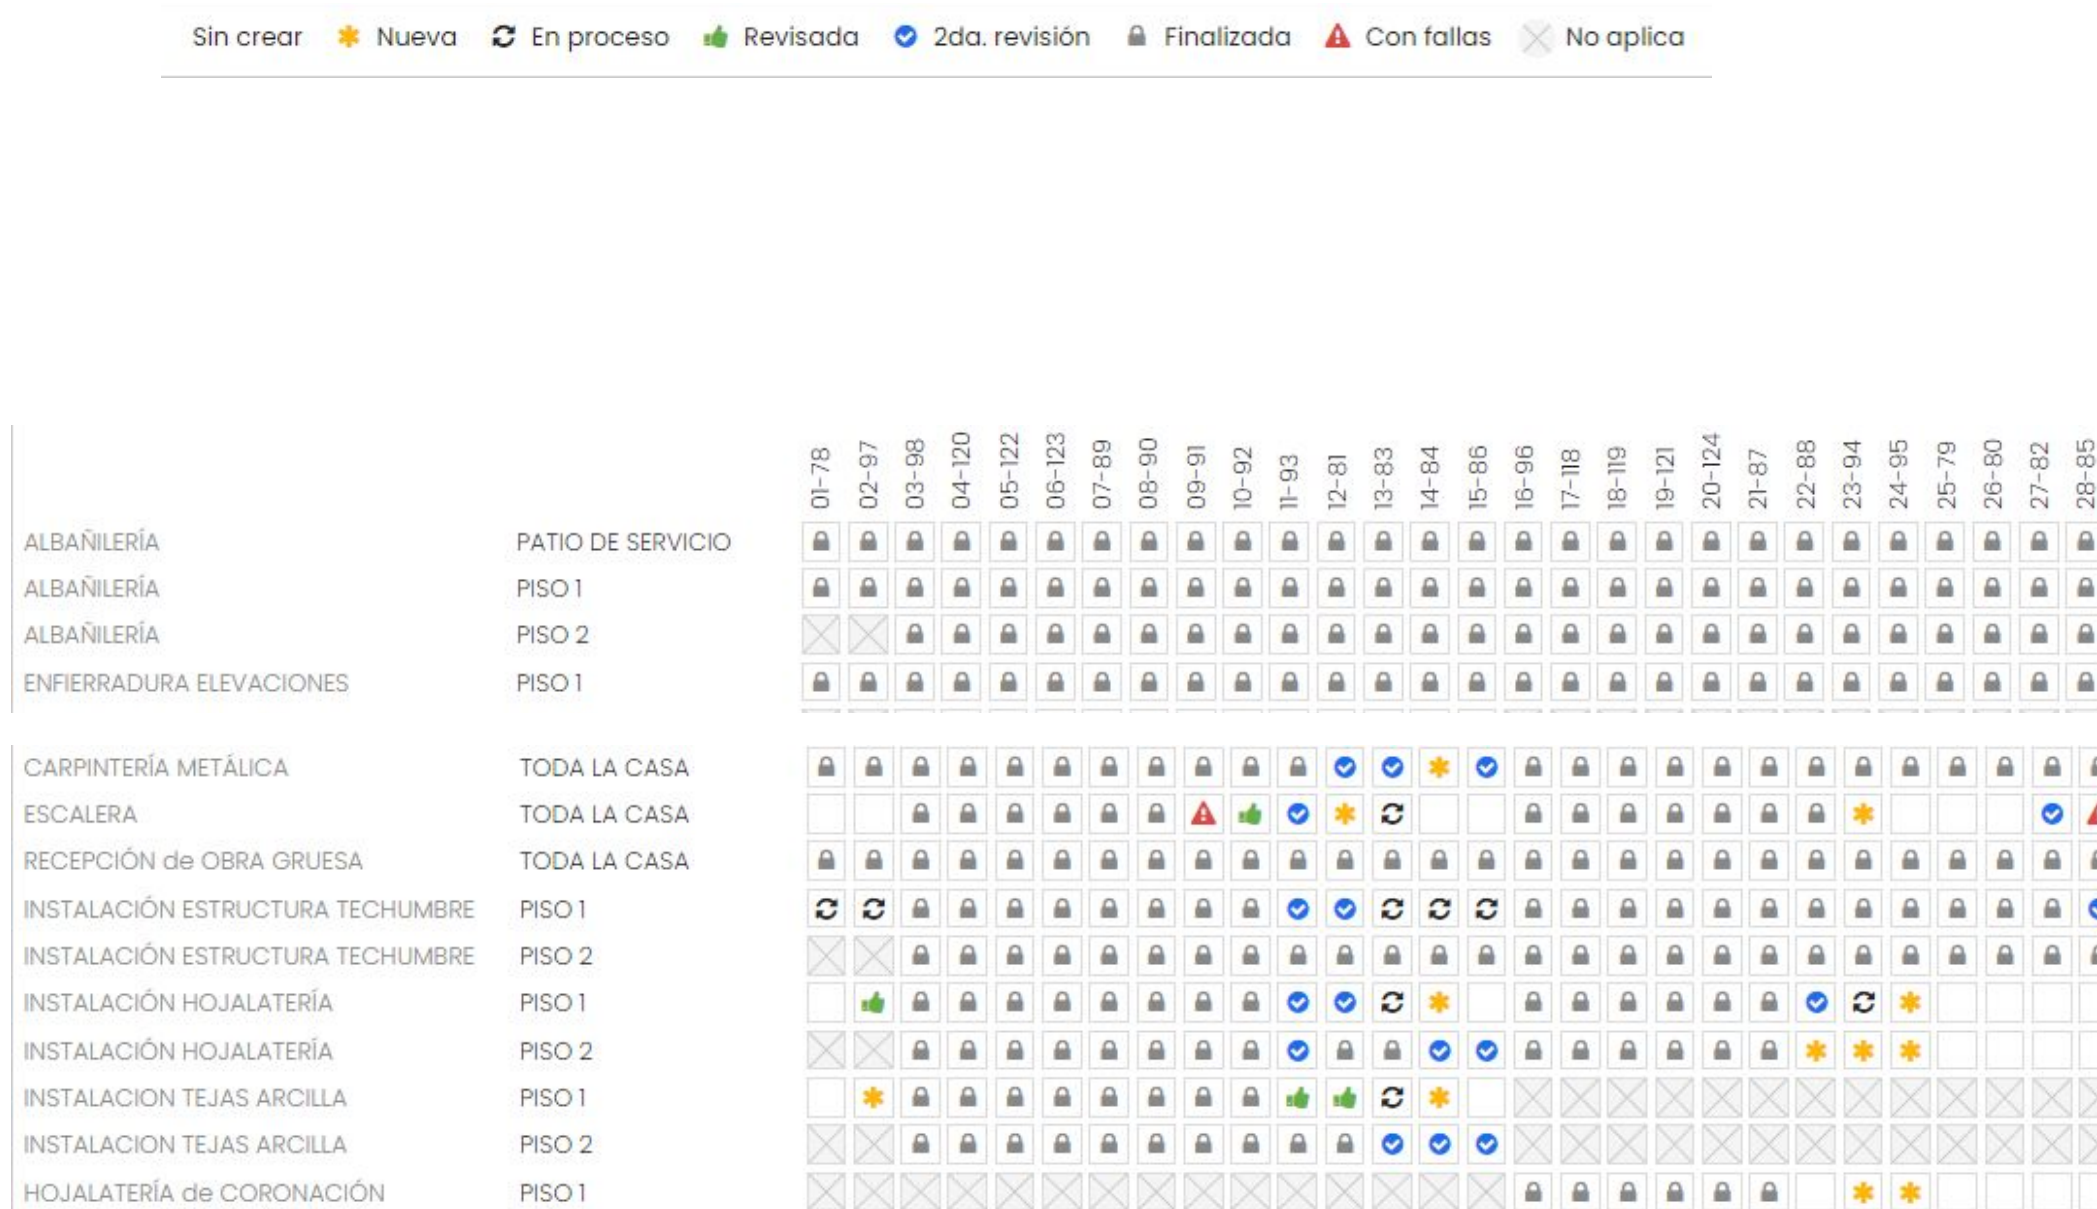 Sin crear Nueva En proceso Revisada 2da. revisión Finalizada Con fallas No aplica
01-78 02-97 03-98 04-120 05-122 06-123 07-89 08-90 09-91 10-92 11-93 12-81 13-83 14-84 15-86 16-96 17-118 18-119 19-121 20-124 21-87 22-88 23-94 24-95 25-79 26-80 27-82 28-85
ALBAÑILERÍA PATIO DE SERVICIO
ALBAÑILERÍA PISO 1
ALBAÑILERÍA PISO 2
ENFIERRADURA ELEVACIONES PISO 1
CARPINTERÍA METÁLICA TODA LA CASA
ESCALERA TODA LA CASA
RECEPCIÓN de OBRA GRUESA TODA LA CASA
INSTALACIÓN ESTRUCTURA TECHUMBRE PISO 1
INSTALACIÓN ESTRUCTURA TECHUMBRE PISO 2
INSTALACIÓN HOJALATERÍA PISO 1
INSTALACIÓN HOJALATERÍA PISO 2
INSTALACION TEJAS ARCILLA PISO 1
INSTALACION TEJAS ARCILLA PISO 2
HOJALATERÍA de CORONACIÓN PISO 1